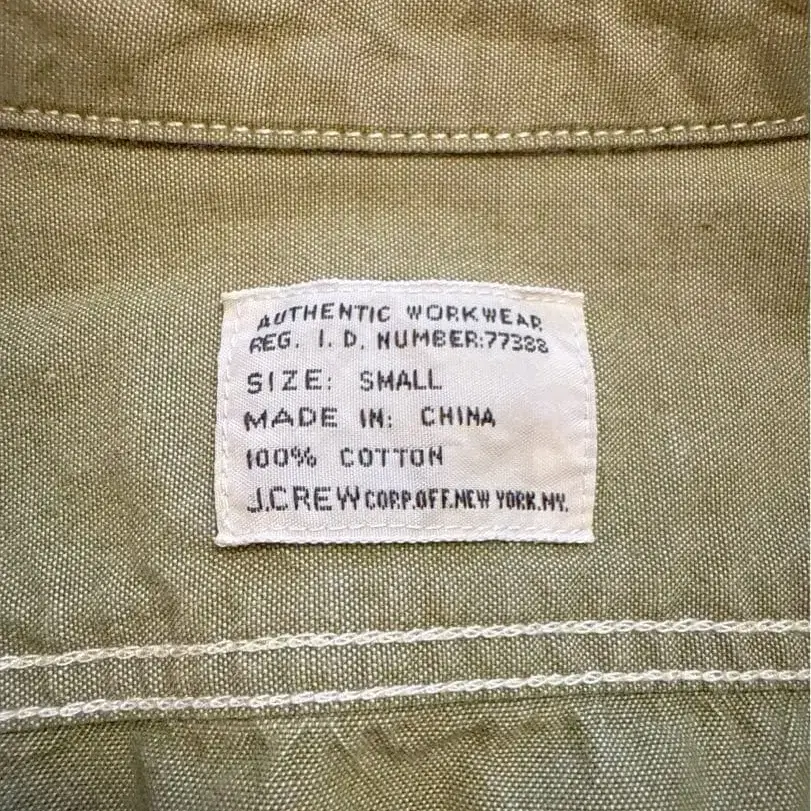 AUTHENTIC WORKWEAR
REG. I.D. NUMBER:77388
SIZE: SMALL
MADE IN: CHINA
100% COTTON
J.CREW CORP.OFF.NEW YORK.NY.